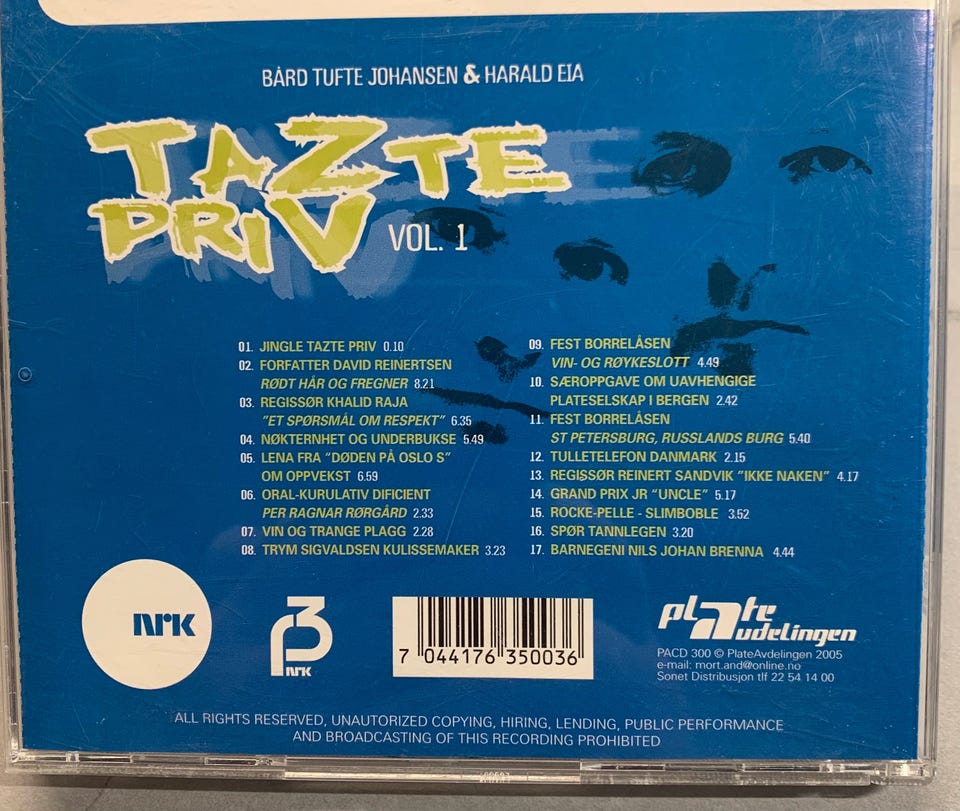 BÅRD TUFTE JOHANSEN & HARALD EIA
TAZTE
PRIV VOL. 1
01. JINGLE TAZTE PRIV 0.10
02. FORFATTER DAVID REINERTSEN
RØDT HÅR OG FREGNER 8.21
03. REGISSØR KHALID RAJA
"ET SPØRSMÅL OM RESPEKT" 6.35
04. NØKTERNHET OG UNDERBUKSE 5.49
05. LENA FRA "DØDEN PÅ OSLO S"
OM OPPVEKST 6.59
06. ORAL-KURULATIV DIFICIENT
PER RAGNAR RØRGÅRD 2.33
07. VIN OG TRANGE PLAGG 2.28
08. TRYM SIGVALDSEN KULISSEMAKER 3.23
09. FEST BORRELÅSEN
VIN- OG RØYKESLOTT 4.49
10. SÆROPPGAVE OM UAVHENGIGE
PLATESELSKAP I BERGEN 2.42
11. FEST BORRELÅSEN
ST PETERSBURG, RUSSLANDS BURG 5.40
12. TULLETELEFON DANMARK 2.15
13. REGISSØR REINERT SANDVIK "IKKE NAKEN" 4.17
14. GRAND PRIX JR "UNCLE" 5.17
15. ROCKE-PELLE - SLIMBOBLE 3.52
16. SPØR TANNLEGEN 3.20
17. BARNEGENI NILS JOHAN BRENNA 4.44
NRK
P3
NRK
7 044176 350036
plate
avdelingen
PACD 300 © PlateAvdelingen 2005
e-mail: mort.and@online.no
Sonet Distribusjon tlf 22 54 14 00
ALL RIGHTS RESERVED, UNAUTORIZED COPYING, HIRING, LENDING, PUBLIC PERFORMANCE
AND BROADCASTING OF THIS RECORDING PROHIBITED